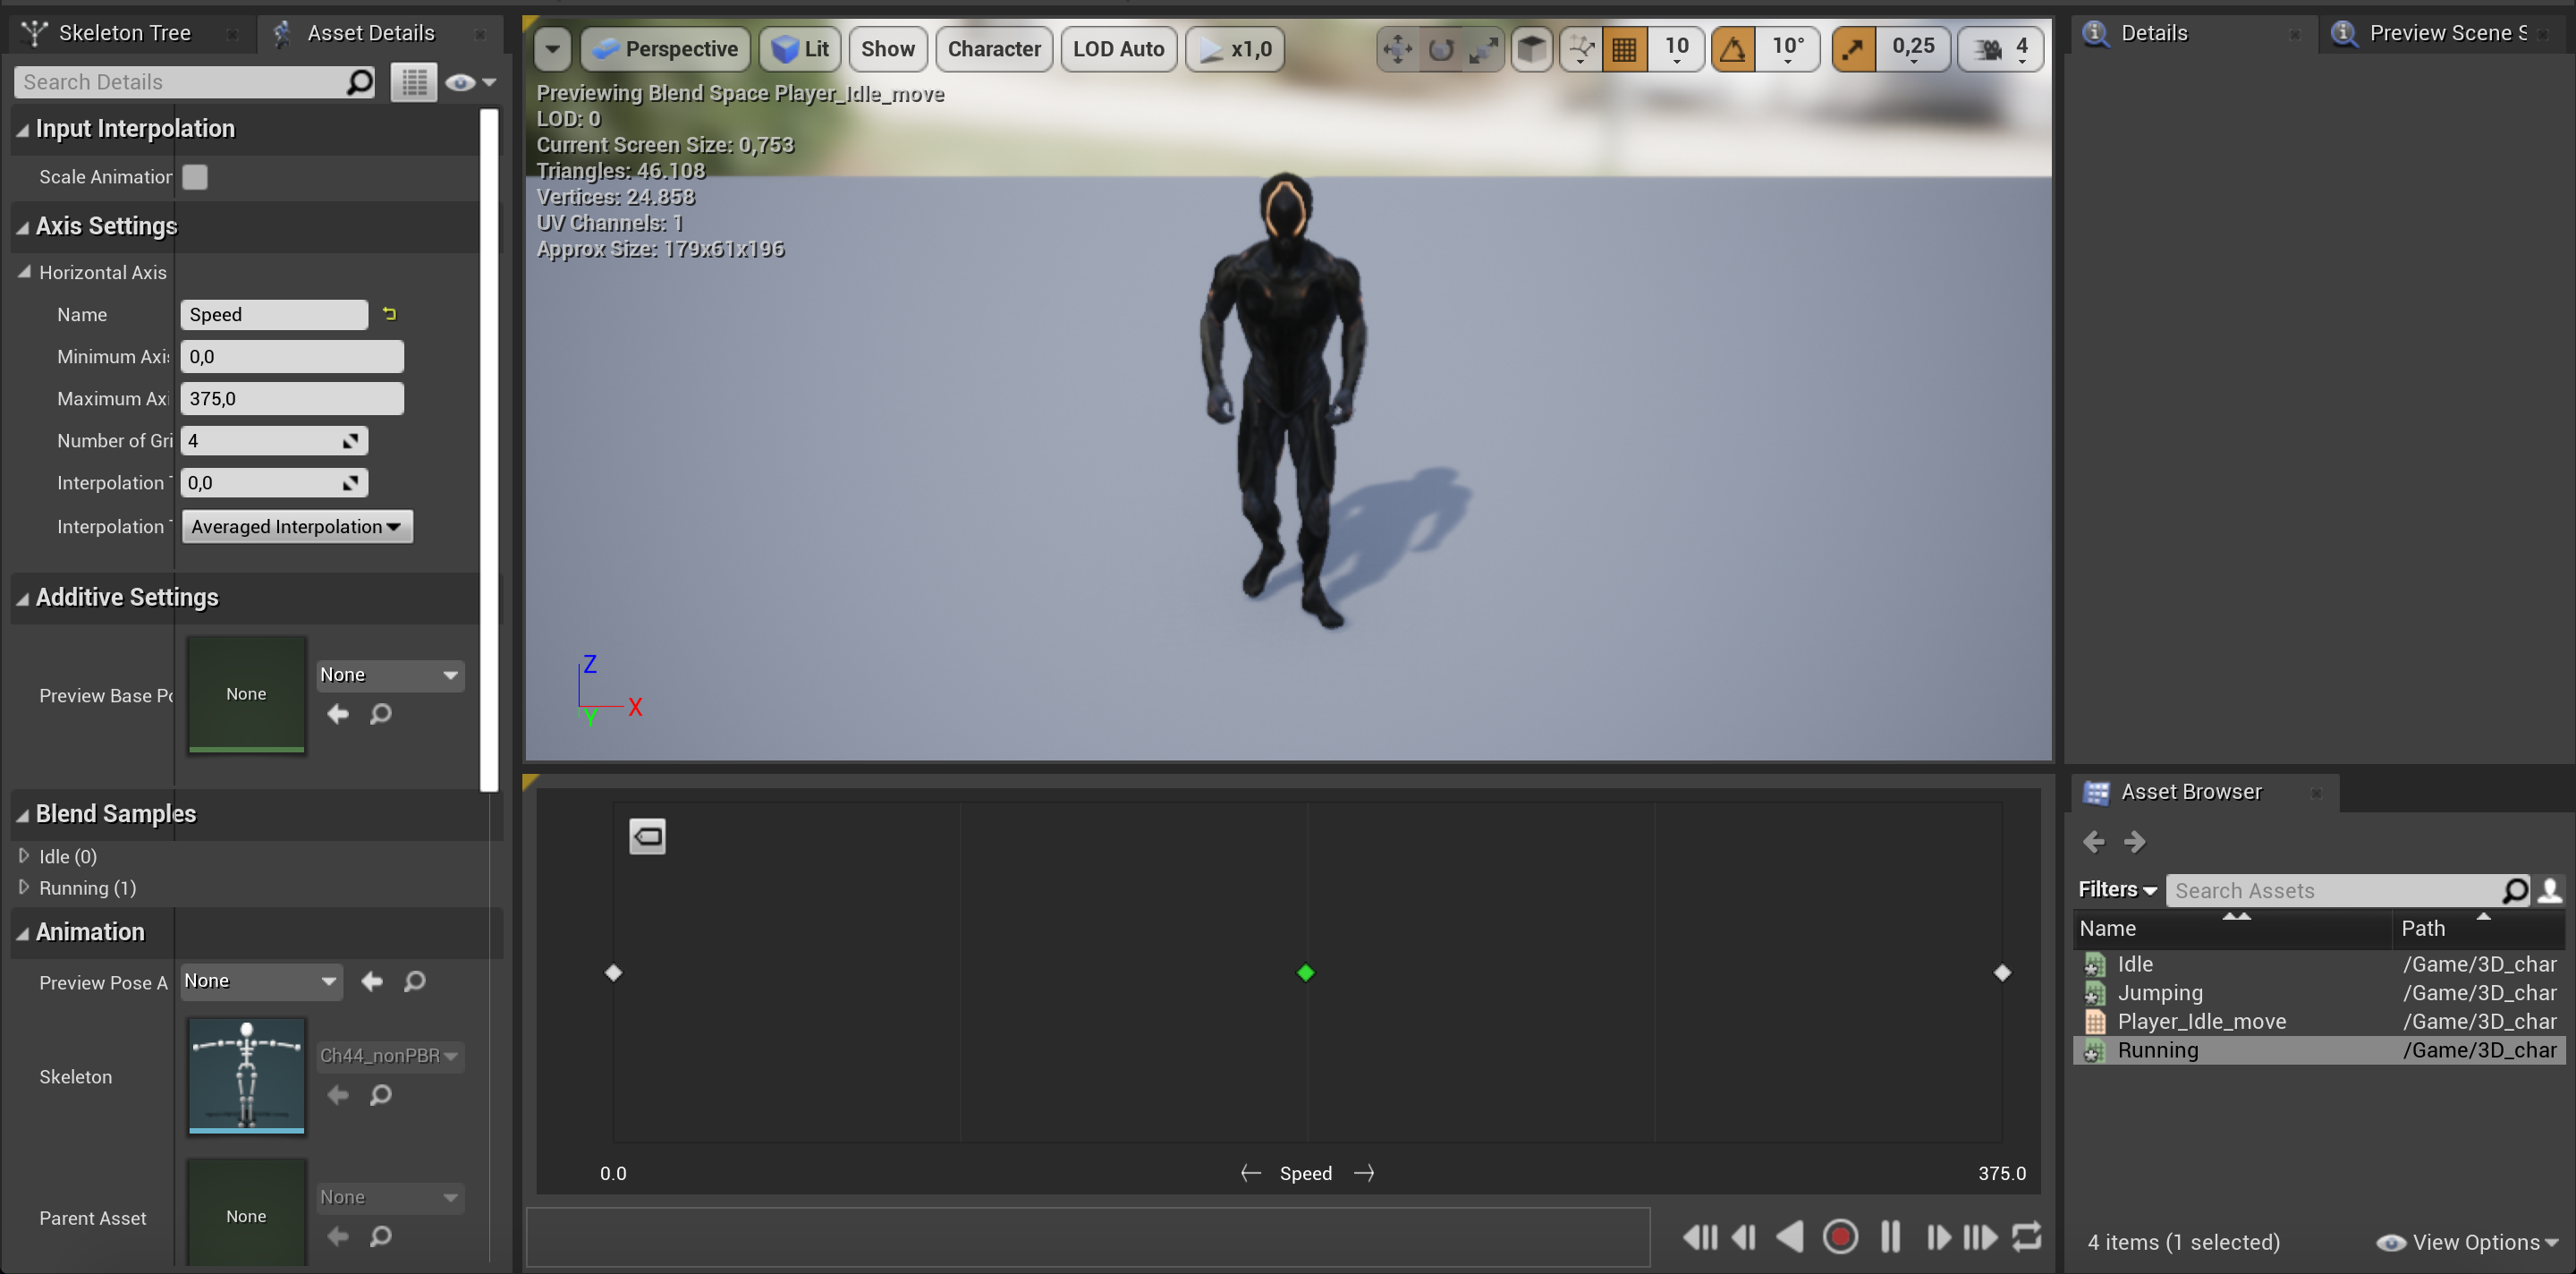 Skeleton Tree
Asset Details
Search Details
Input Interpolation
Scale Animation
Axis Settings
Horizontal Axis
Name
Speed
Minimum Axi
0,0
Maximum Axi
375,0
Number of Gri
4
Interpolation
0,0
Interpolation
Averaged Interpolation
Additive Settings
Preview Base Po
None
None
Blend Samples
Idle (0)
Running (1)
Animation
Preview Pose A
None
Skeleton
Ch44_nonPBR
Parent Asset
None
None
Perspective
Lit
Show
Character
LOD Auto
x1,0
10
10°
0,25
4
Previewing Blend Space Player_Idle_move
LOD: 0
Current Screen Size: 0,753
Triangles: 46.108
Vertices: 24.858
UV Channels: 1
Approx Size: 179x61x196
Z
X
Y
0.0
Speed
375.0
Details
Preview Scene S
Asset Browser
Filters
Search Assets
Name Path
Idle /Game/3D_char
Jumping /Game/3D_char
Player_Idle_move /Game/3D_char
Running /Game/3D_char
4 items (1 selected)
View Options